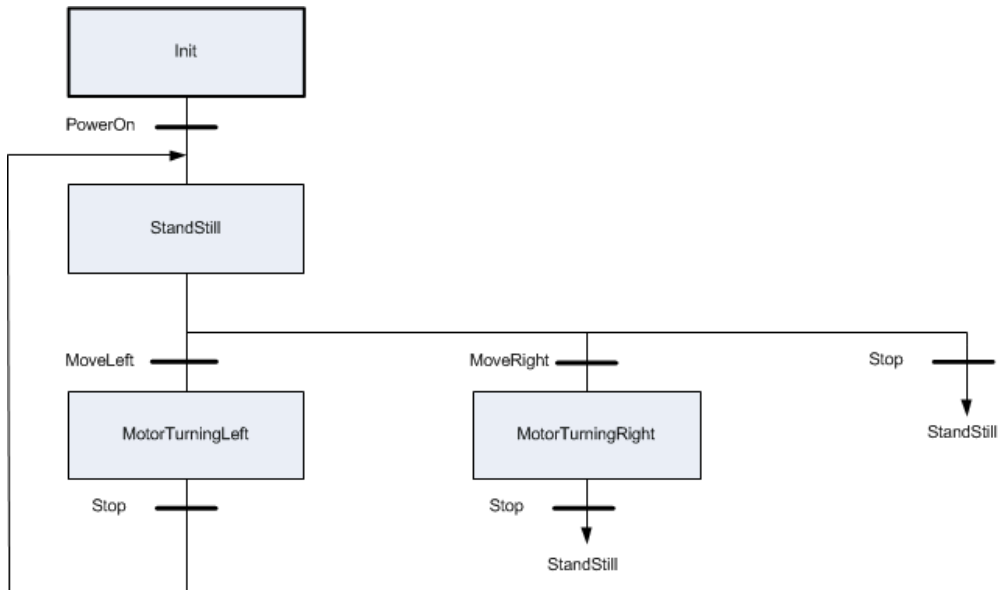 Init
PowerOn
StandStill
MoveLeft
MoveRight
Stop
MotorTurningLeft
MotorTurningRight
StandStill
Stop
Stop
StandStill